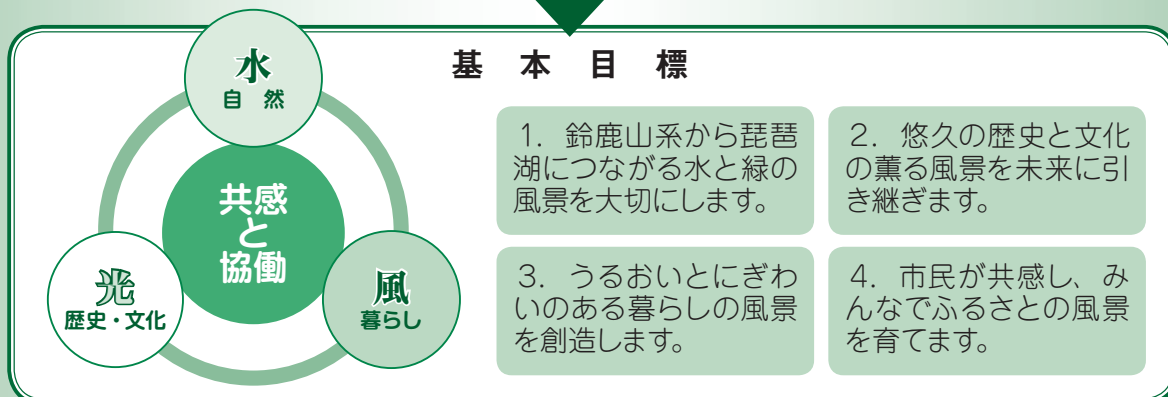 基本目標
水
自然
共感
と
協働
光
歴史・文化
風
暮らし
1. 鈴鹿山系から琵琶
湖につながる水と緑の
風景を大切にします。
2. 悠久の歴史と文化
の薫る風景を未来に引
き継ぎます。
3. うるおいとにぎわ
いのある暮らしの風景
を創造します。
4. 市民が共感し、み
んなでふるさとの風景
を育てます。